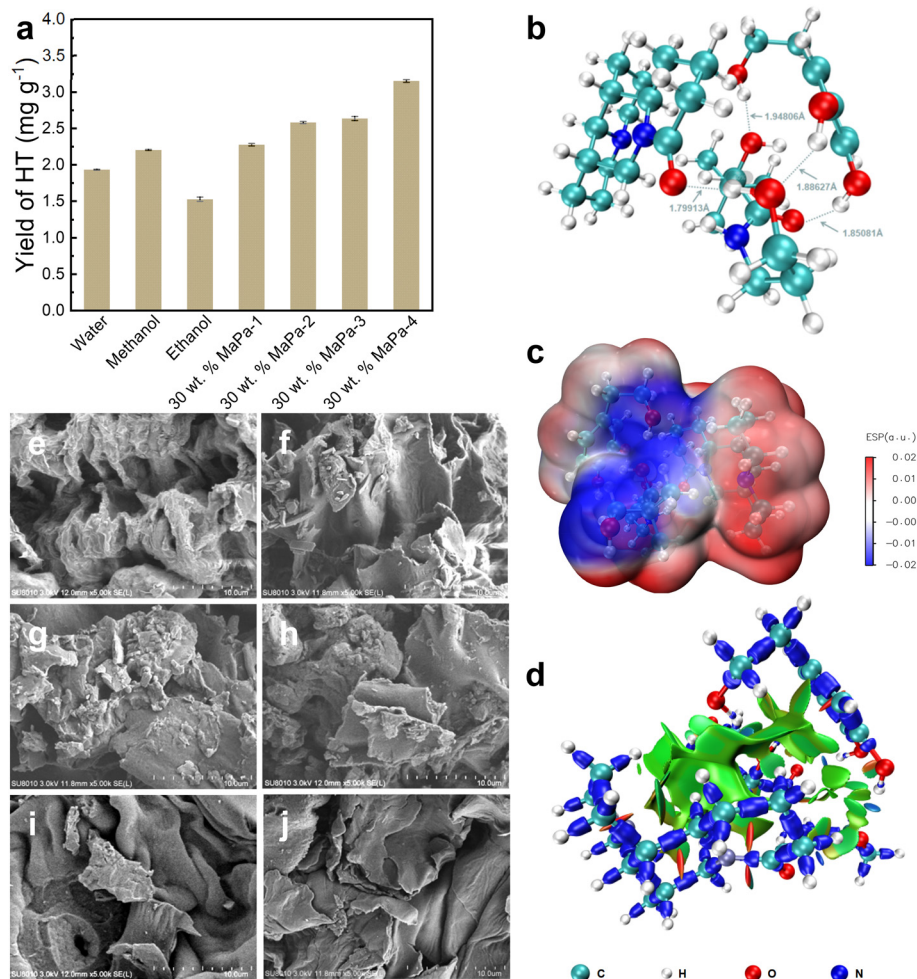 a
Yield of HT (mg g⁻¹)
4.0
3.5
3.0
2.5
2.0
1.5
1.0
0.5
0.0
Water
Methanol
Ethanol
30 wt. % MaPa-1
30 wt. % MaPa-2
30 wt. % MaPa-3
30 wt. % MaPa-4
b
1.94806Å
1.88627Å
1.79913Å
1.85081Å
c
ESP(a.u.)
0.02
0.01
0.00
−0.01
−0.02
e
SU8010 3.0kV 12.0mm x5.00k SE(L) 10.0um
f
SU8010 3.0kV 11.8mm x5.00k SE(L) 10.0um
g
SU8010 3.0kV 11.8mm x5.00k SE(L) 10.0um
h
SU8010 3.0kV 12.0mm x5.00k SE(L) 10.0um
i
SU8010 3.0kV 12.0mm x5.00k SE(L) 10.0um
j
SU8010 3.0kV 11.8mm x5.00k SE(L) 10.0um
d
C H O N